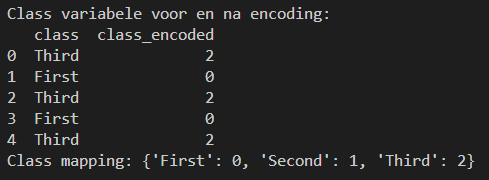 Class variabele voor en na encoding:
   class  class_encoded
0  Third              2
1  First              0
2  Third              2
3  First              0
4  Third              2
Class mapping: {'First': 0, 'Second': 1, 'Third': 2}